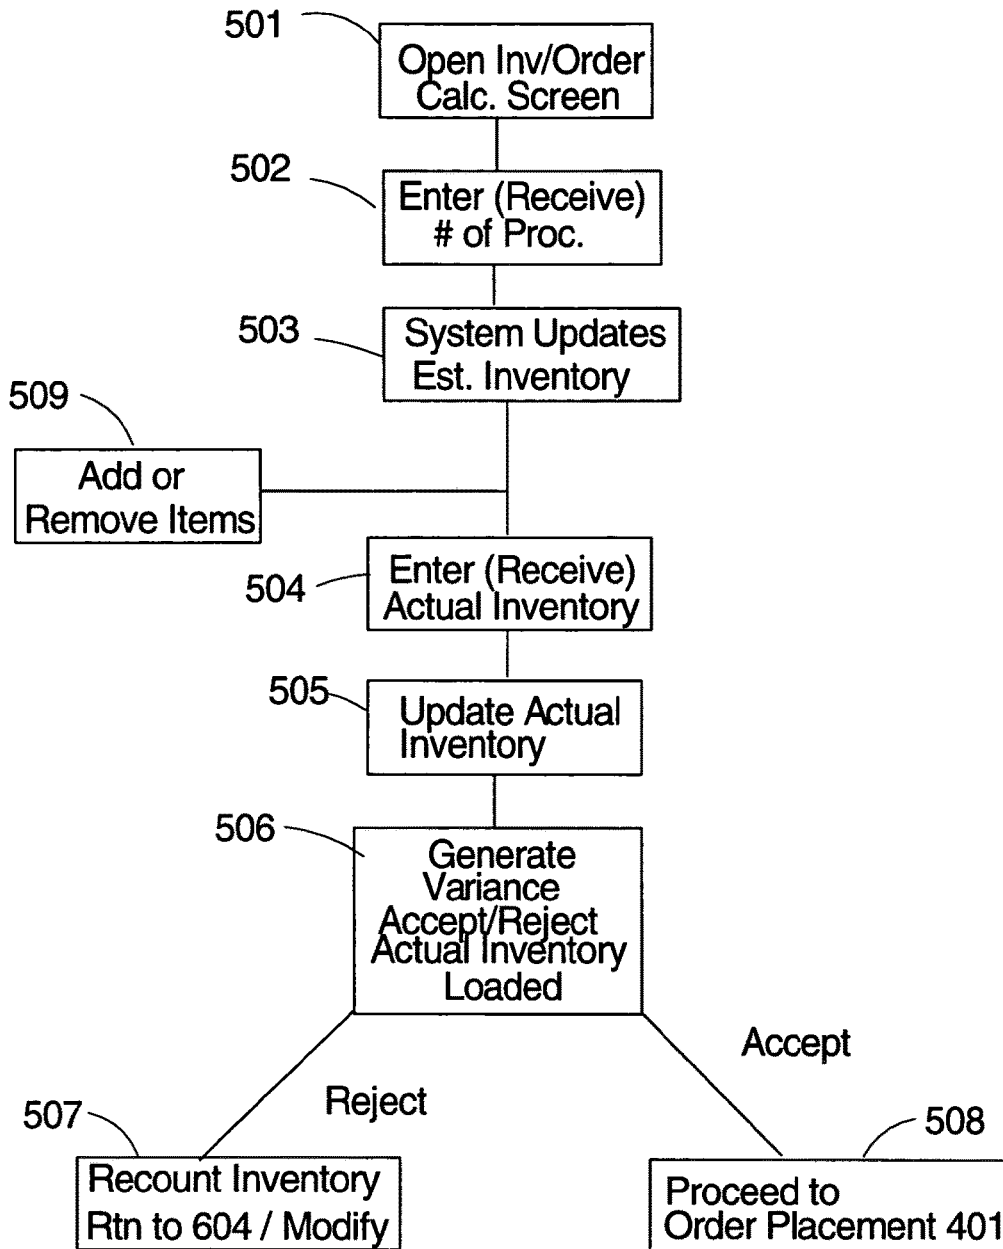 501
Open Inv/Order
Calc. Screen
502
Enter (Receive)
# of Proc.
503
System Updates
Est. Inventory
509
Add or
Remove Items
504
Enter (Receive)
Actual Inventory
505
Update Actual
Inventory
506
Generate
Variance
Accept/Reject
Actual Inventory
Loaded
Accept
Reject
507
Recount Inventory
Rtn to 604 / Modify
508
Proceed to
Order Placement 401